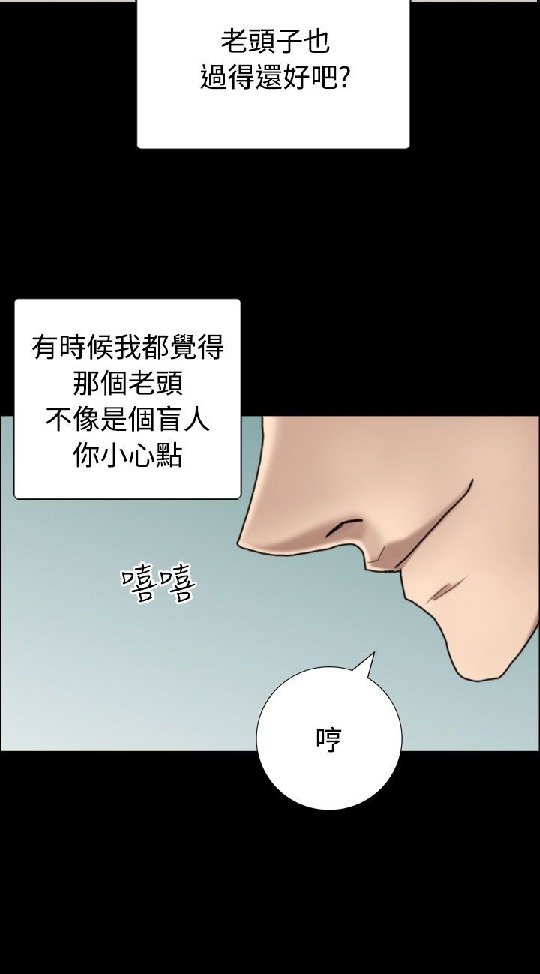 老頭子也
過得還好吧?
有時候我都覺得
那個老頭
不像是個盲人
你小心點
嘻嘻
哼